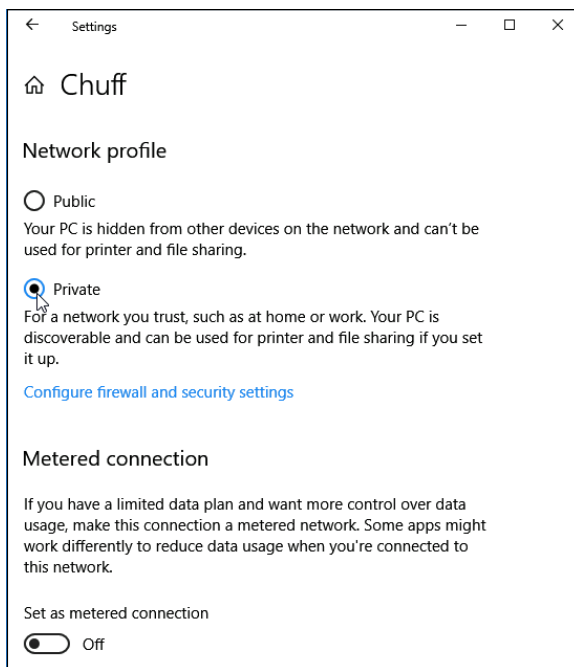 Settings
Chuff
Network profile
Public
Your PC is hidden from other devices on the network and can't be
used for printer and file sharing.
Private
For a network you trust, such as at home or work. Your PC is
discoverable and can be used for printer and file sharing if you set
it up.
Configure firewall and security settings
Metered connection
If you have a limited data plan and want more control over data
usage, make this connection a metered network. Some apps might
work differently to reduce data usage when you're connected to
this network.
Set as metered connection
Off